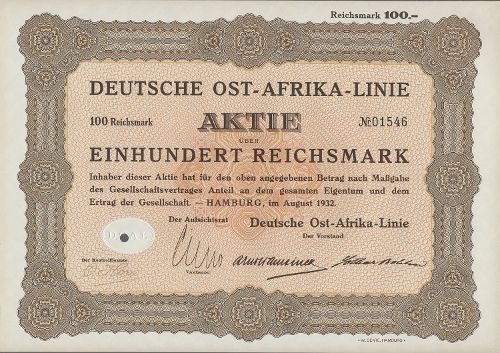 Reichsmark 100.—
DEUTSCHE OST-AFRIKA-LINIE
100 Reichsmark AKTIE № 01546
ÜBER
EINHUNDERT REICHSMARK
Inhaber dieser Aktie hat für den oben angegebenen Betrag nach Maßgabe
des Gesellschaftsvertrages Anteil an dem gesamten Eigentum und dem
Ertrag der Gesellschaft. — HAMBURG, im August 1932.
Der Aufsichtsrat Deutsche Ost-Afrika-Linie
Der Vorstand
Der Kontrollbeamte
Vorsitzender